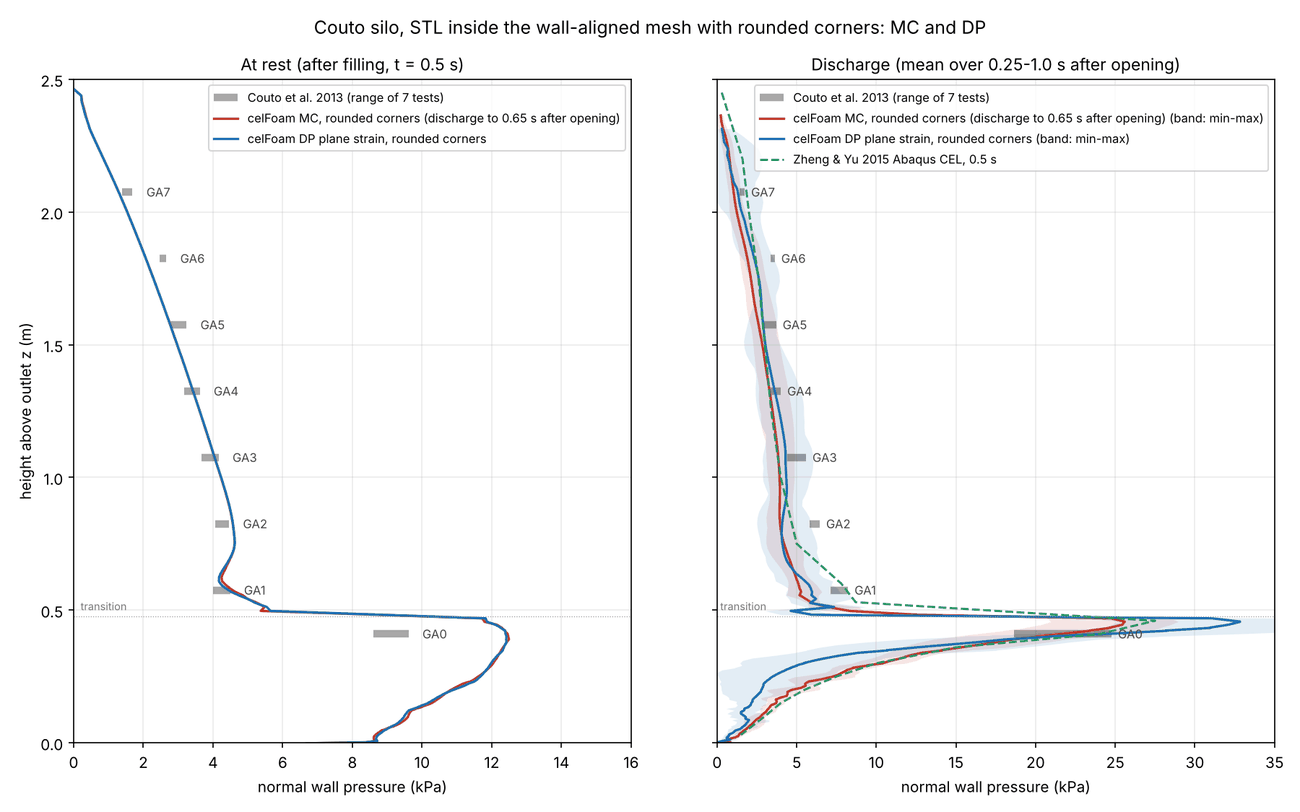 Couto silo, STL inside the wall-aligned mesh with rounded corners: MC and DP
At rest (after filling, t = 0.5 s)
Couto et al. 2013 (range of 7 tests)
celFoam MC, rounded corners (discharge to 0.65 s after opening)
celFoam DP plane strain, rounded corners
GA7
GA6
GA5
GA4
GA3
GA2
GA1
transition
GA0
2.5
2.0
1.5
1.0
0.5
0.0
height above outlet z (m)
0 2 4 6 8 10 12 14 16
normal wall pressure (kPa)
Discharge (mean over 0.25-1.0 s after opening)
Couto et al. 2013 (range of 7 tests)
celFoam MC, rounded corners (discharge to 0.65 s after opening) (band: min-max)
celFoam DP plane strain, rounded corners (band: min-max)
Zheng & Yu 2015 Abaqus CEL, 0.5 s
GA7
GA6
GA5
GA4
GA3
GA2
GA1
transition
GA0
0 5 10 15 20 25 30 35
normal wall pressure (kPa)